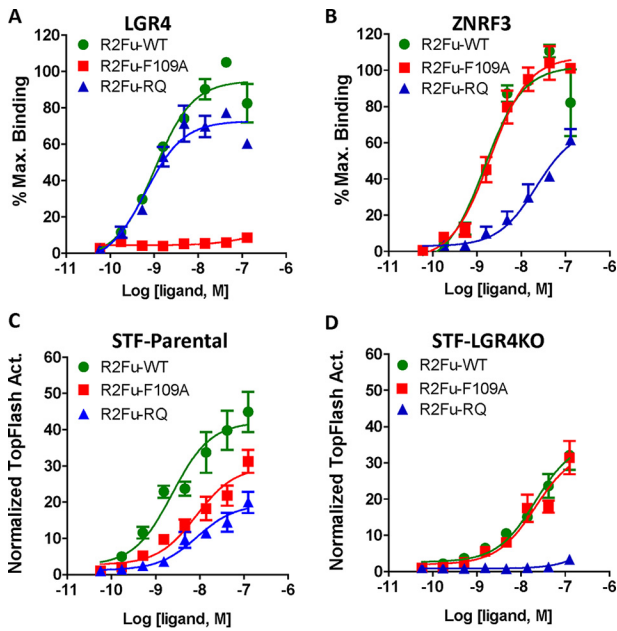 A
LGR4
R2Fu-WT
R2Fu-F109A
R2Fu-RQ
% Max. Binding
120
100
80
60
40
20
0
-11 -10 -9 -8 -7 -6
Log [ligand, M]
B
ZNRF3
R2Fu-WT
R2Fu-F109A
R2Fu-RQ
% Max. Binding
120
100
80
60
40
20
0
-11 -10 -9 -8 -7 -6
Log [ligand, M]
C
STF-Parental
R2Fu-WT
R2Fu-F109A
R2Fu-RQ
Normalized TopFlash Act.
60
50
40
30
20
10
0
-11 -10 -9 -8 -7 -6
Log [ligand, M]
D
STF-LGR4KO
R2Fu-WT
R2Fu-F109A
R2Fu-RQ
Normalized TopFlash Act.
60
50
40
30
20
10
0
-11 -10 -9 -8 -7 -6
Log [ligand, M]